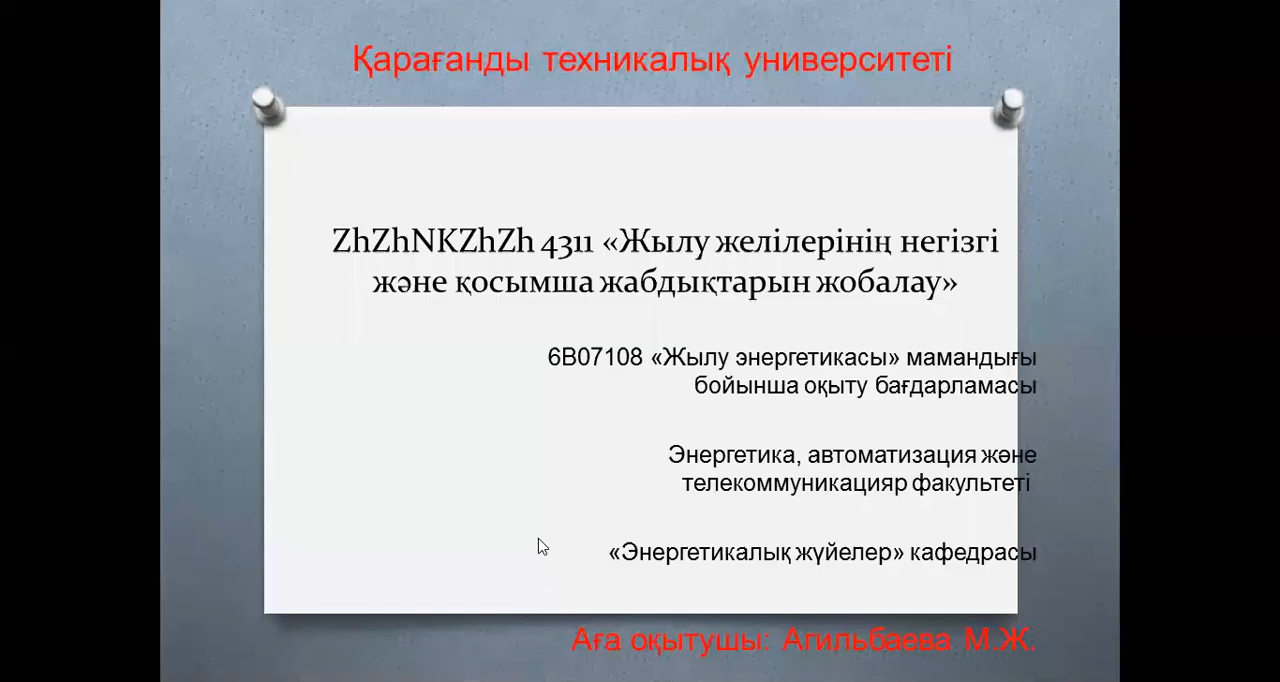 Қарағанды техникалық университеті
ZhZhNKZhZh 4311 «Жылу желілерінің негізгі
және қосымша жабдықтарын жобалау»
6В07108 «Жылу энергетикасы» мамандығы
бойынша оқыту бағдарламасы
Энергетика, автоматизация және
телекоммуникацияр факультеті
«Энергетикалық жүйелер» кафедрасы
Аға оқытушы: Агильбаева М.Ж.